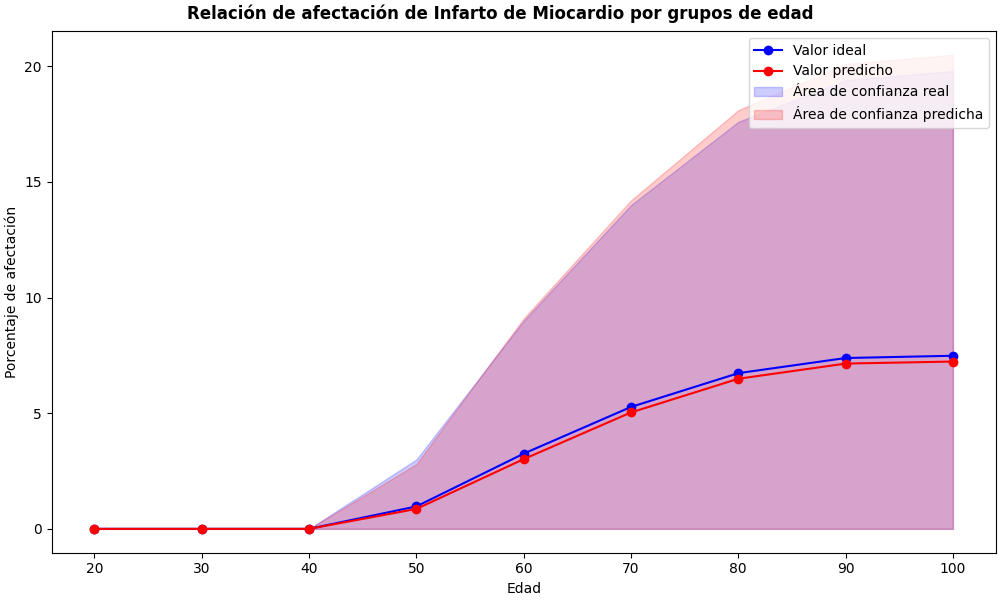 Relación de afectación de Infarto de Miocardio por grupos de edad
Valor ideal
Valor predicho
Área de confianza real
Área de confianza predicha
Porcentaje de afectación
20
15
10
5
0
20 30 40 50 60 70 80 90 100
Edad